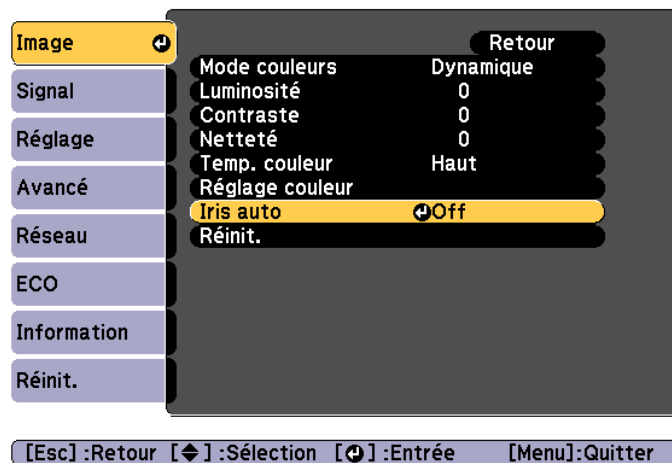 Image
Signal
Réglage
Avancé
Réseau
ECO
Information
Réinit.
Retour
Mode couleurs Dynamique
Luminosité 0
Contraste 0
Netteté 0
Temp. couleur Haut
Réglage couleur
Iris auto Off
Réinit.
[Esc] :Retour [ ] :Sélection [ ] :Entrée [Menu]:Quitter